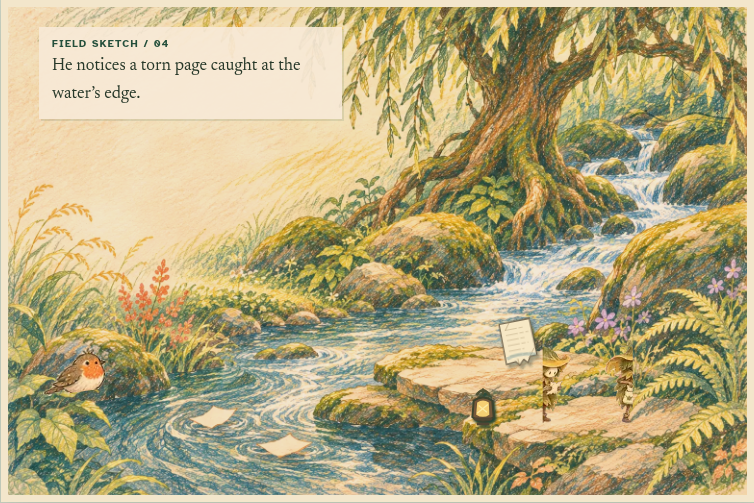 FIELD SKETCH / 04
He notices a torn page caught at the
water’s edge.